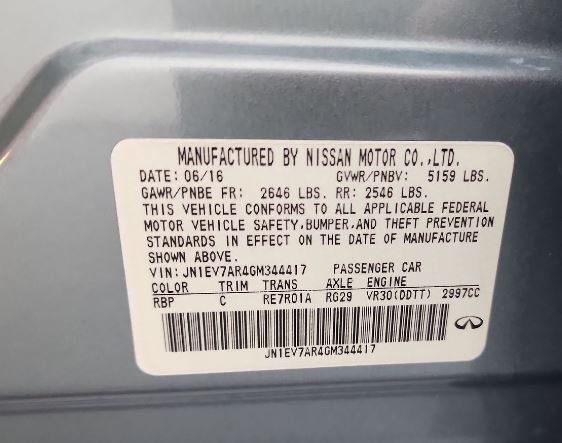 MANUFACTURED BY NISSAN MOTOR CO.,LTD.
DATE: 06/16 GVWR/PNBV: 5159 LBS.
GAWR/PNBE FR: 2646 LBS. RR: 2546 LBS.
THIS VEHICLE CONFORMS TO ALL APPLICABLE FEDERAL
MOTOR VEHICLE SAFETY,BUMPER,AND THEFT PREVENTION
STANDARDS IN EFFECT ON THE DATE OF MANUFACTURE
SHOWN ABOVE.
VIN:JN1EV7AR4GM344417 PASSENGER CAR
COLOR TRIM TRANS AXLE ENGINE
RBP C RE7R01A RG29 VR30(DDTT) 2997CC
JN1EV7AR4GM344417